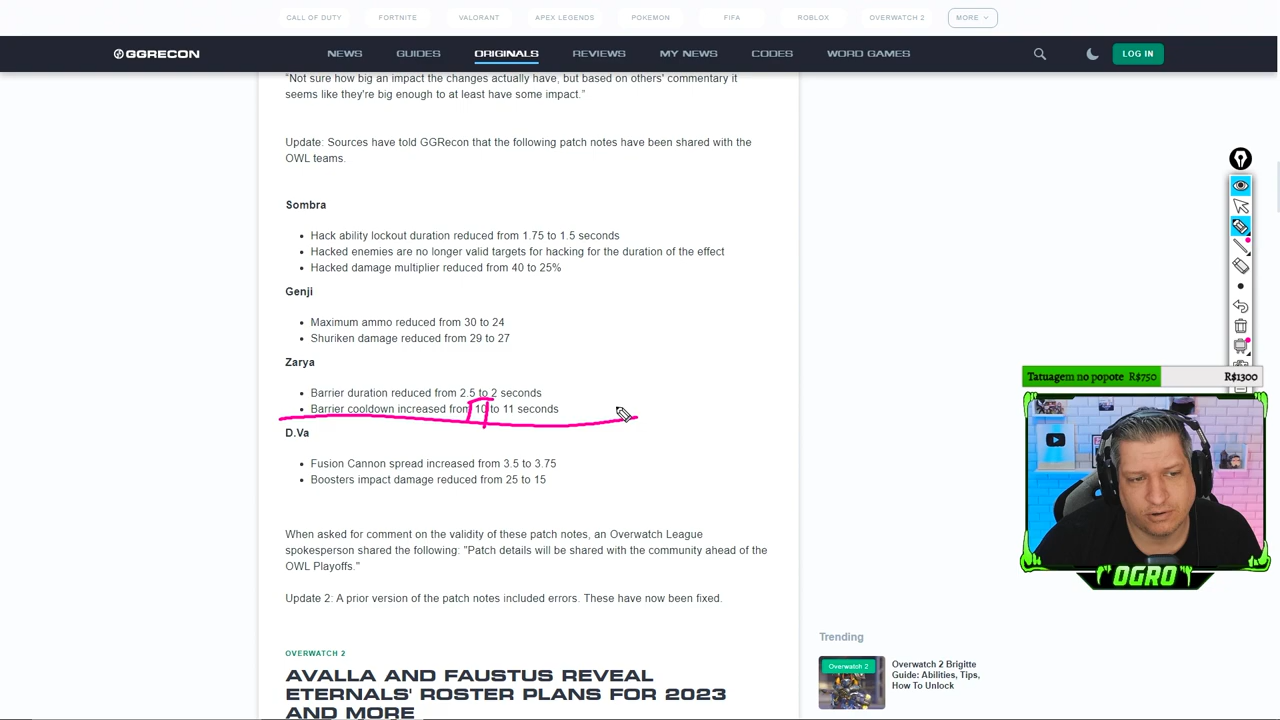 CALL OF DUTY FORTNITE VALORANT APEX LEGENDS POKEMON FIFA ROBLOX OVERWATCH 2 MORE
GGRECON NEWS GUIDES ORIGINALS REVIEWS MY NEWS CODES WORD GAMES LOG IN
"Not sure how big an impact the changes actually have, but based on others' commentary it
seems like they're big enough to at least have some impact."
Update: Sources have told GGRecon that the following patch notes have been shared with the
OWL teams.
Sombra
Hack ability lockout duration reduced from 1.75 to 1.5 seconds
Hacked enemies are no longer valid targets for hacking for the duration of the effect
Hacked damage multiplier reduced from 40 to 25%
Genji
Maximum ammo reduced from 30 to 24
Shuriken damage reduced from 29 to 27
Zarya
Barrier duration reduced from 2.5 to 2 seconds
Barrier cooldown increased from 10 to 11 seconds
D.Va
Fusion Cannon spread increased from 3.5 to 3.75
Boosters impact damage reduced from 25 to 15
When asked for comment on the validity of these patch notes, an Overwatch League
spokesperson shared the following: "Patch details will be shared with the community ahead of the
OWL Playoffs."
Update 2: A prior version of the patch notes included errors. These have now been fixed.
OVERWATCH 2
AVALLA AND FAUSTUS REVEAL
ETERNALS' ROSTER PLANS FOR 2023
AND MORE
Tatuagem no popote R$750 R$1300
OGRO
Trending
Overwatch 2
Overwatch 2 Brigitte
Guide: Abilities, Tips,
How To Unlock